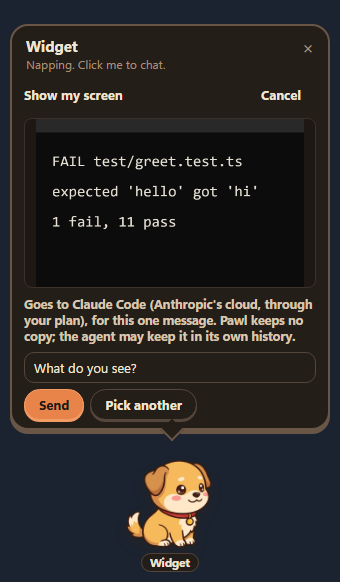 Widget
Napping. Click me to chat.
×
Show my screen
Cancel
FAIL test/greet.test.ts
expected 'hello' got 'hi'
1 fail, 11 pass
Goes to Claude Code (Anthropic's cloud, through
your plan), for this one message. Pawl keeps no
copy; the agent may keep it in its own history.
What do you see?
Send
Pick another
Widget